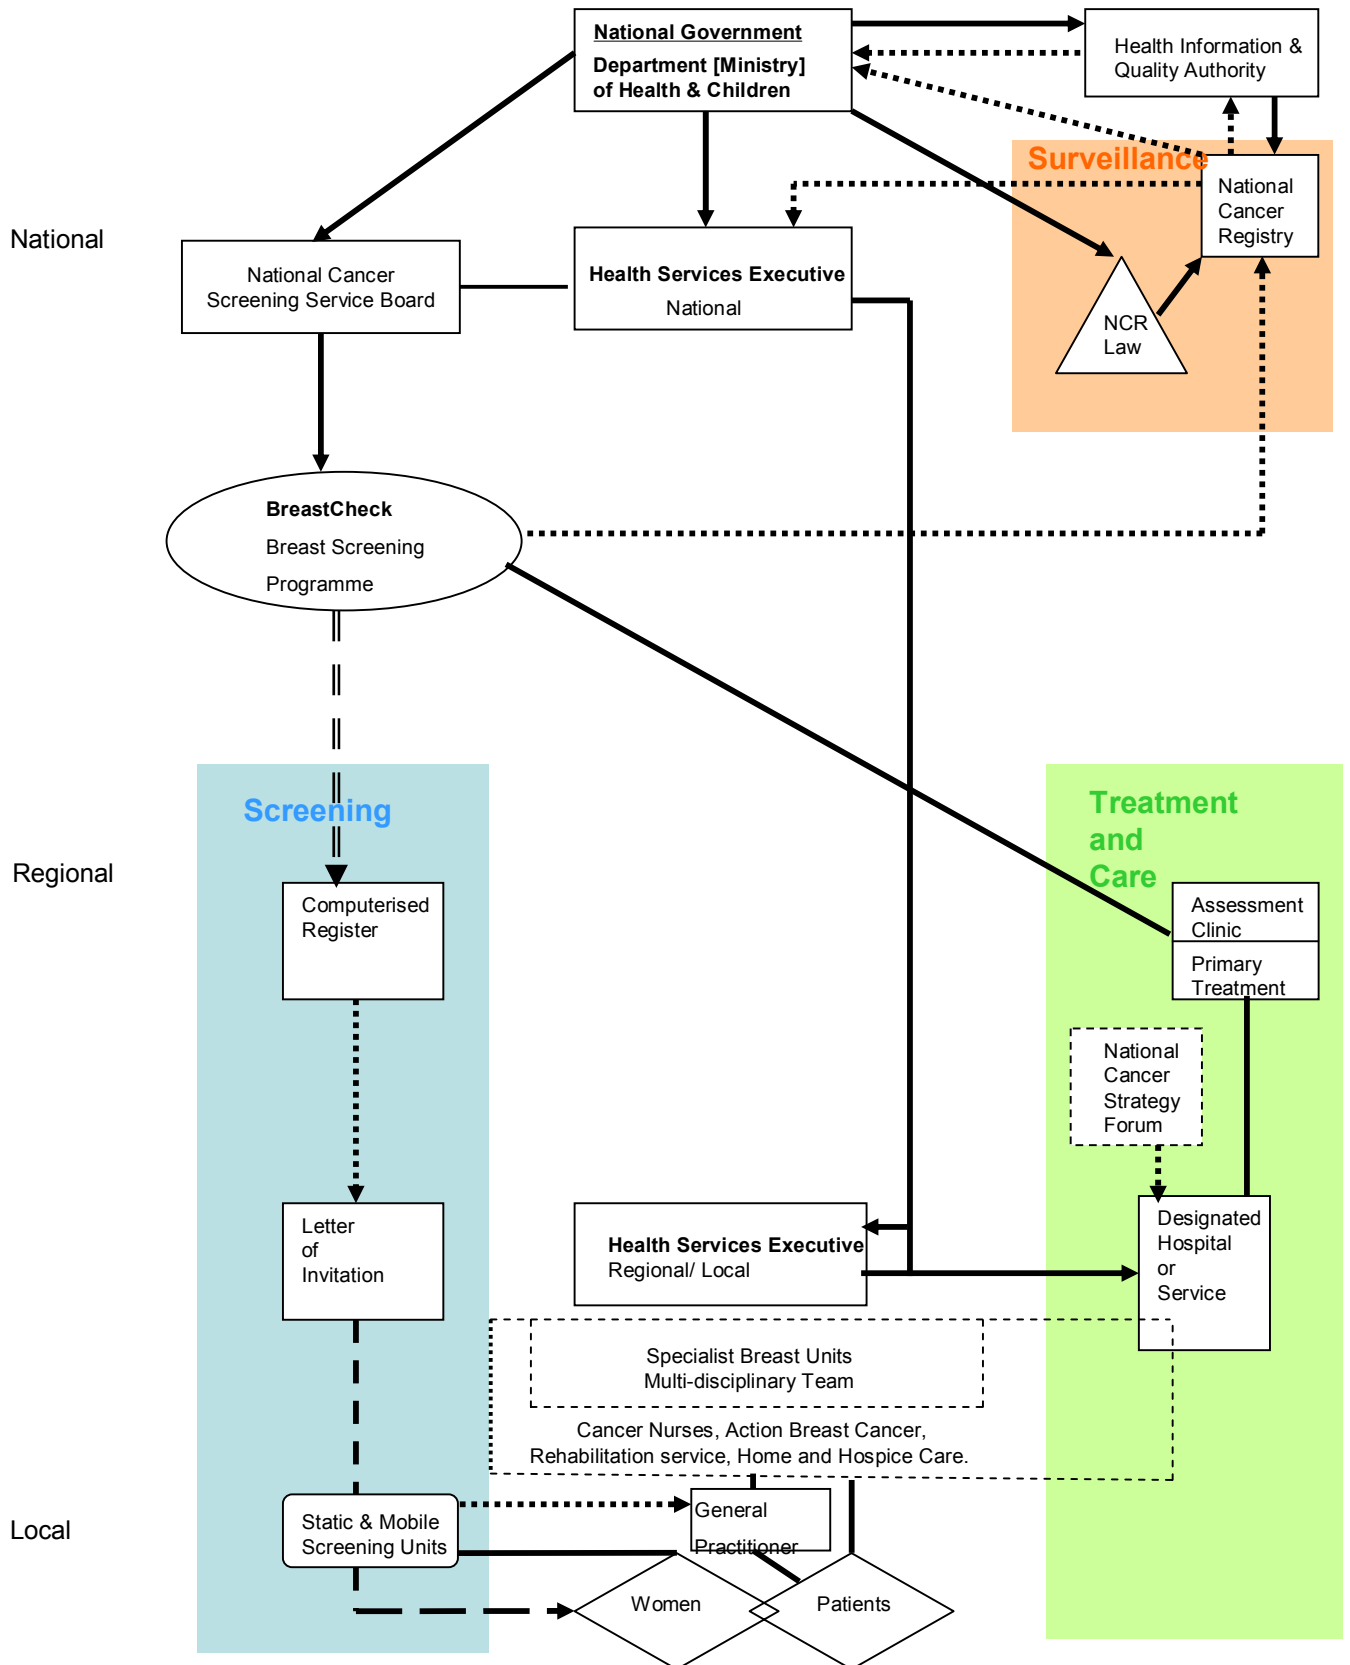 National Government
Department [Ministry]
of Health & Children
Health Information &
Quality Authority
Surveillance
National
Cancer
Registry
National
National Cancer
Screening Service Board
Health Services Executive
National
NCR
Law
BreastCheck
Breast Screening
Programme
Screening
Treatment
and
Care
Regional
Computerised
Register
Assessment
Clinic
Primary
Treatment
National
Cancer
Strategy
Forum
Letter
of
Invitation
Health Services Executive
Regional/ Local
Designated
Hospital
or
Service
Specialist Breast Units
Multi-disciplinary Team
Cancer Nurses, Action Breast Cancer,
Rehabilitation service, Home and Hospice Care.
Local
Static & Mobile
Screening Units
General
Practitioner
Women
Patients